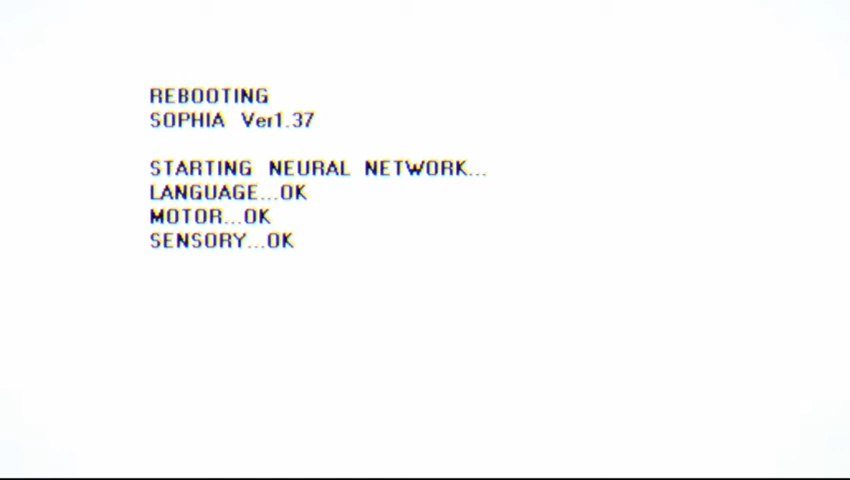 REBOOTING
SOPHIA Ver1.37
STARTING NEURAL NETWORK...
LANGUAGE...OK
MOTOR...OK
SENSORY...OK